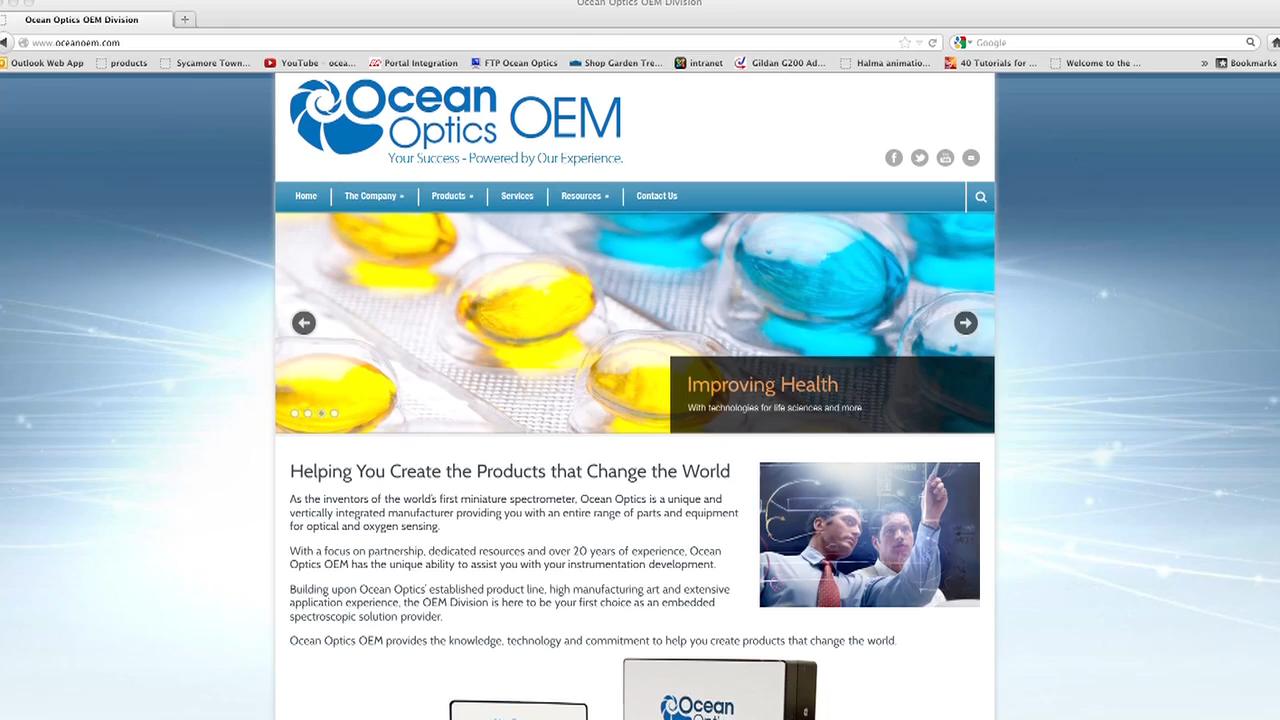 Ocean Optics OEM Division
Ocean Optics OEM Division
www.oceanoem.com
Google
Outlook Web App
products
Sycamore Town...
YouTube - ocea...
Portal Integration
FTP Ocean Optics
Shop Garden Tre...
intranet
Gildan G200 Ad...
Halma animatio...
40 Tutorials for ...
Welcome to the ...
»
Bookmarks
Ocean Optics OEM
Your Success - Powered by Our Experience.
Home
The Company »
Products »
Services
Resources »
Contact Us
Improving Health
With technologies for life sciences and more
Helping You Create the Products that Change the World
As the inventors of the world's first miniature spectrometer, Ocean Optics is a unique and
vertically integrated manufacturer providing you with an entire range of parts and equipment
for optical and oxygen sensing.
With a focus on partnership, dedicated resources and over 20 years of experience, Ocean
Optics OEM has the unique ability to assist you with your instrumentation development.
Building upon Ocean Optics' established product line, high manufacturing art and extensive
application experience, the OEM Division is here to be your first choice as an embedded
spectroscopic solution provider.
Ocean Optics OEM provides the knowledge, technology and commitment to help you create products that change the world.
Ocean
Optics